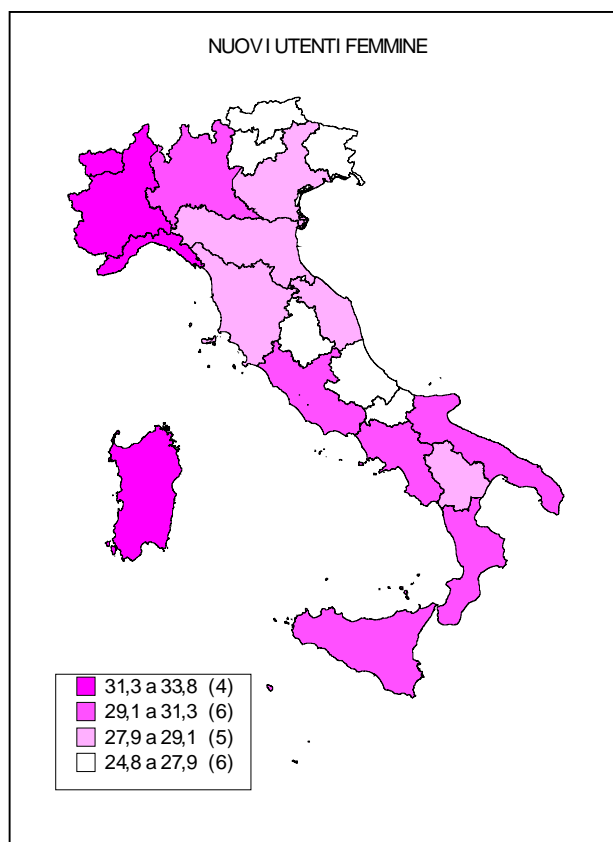 NUOVI UTENTI FEMMINE
31,3 a 33,8 (4)
29,1 a 31,3 (6)
27,9 a 29,1 (5)
24,8 a 27,9 (6)